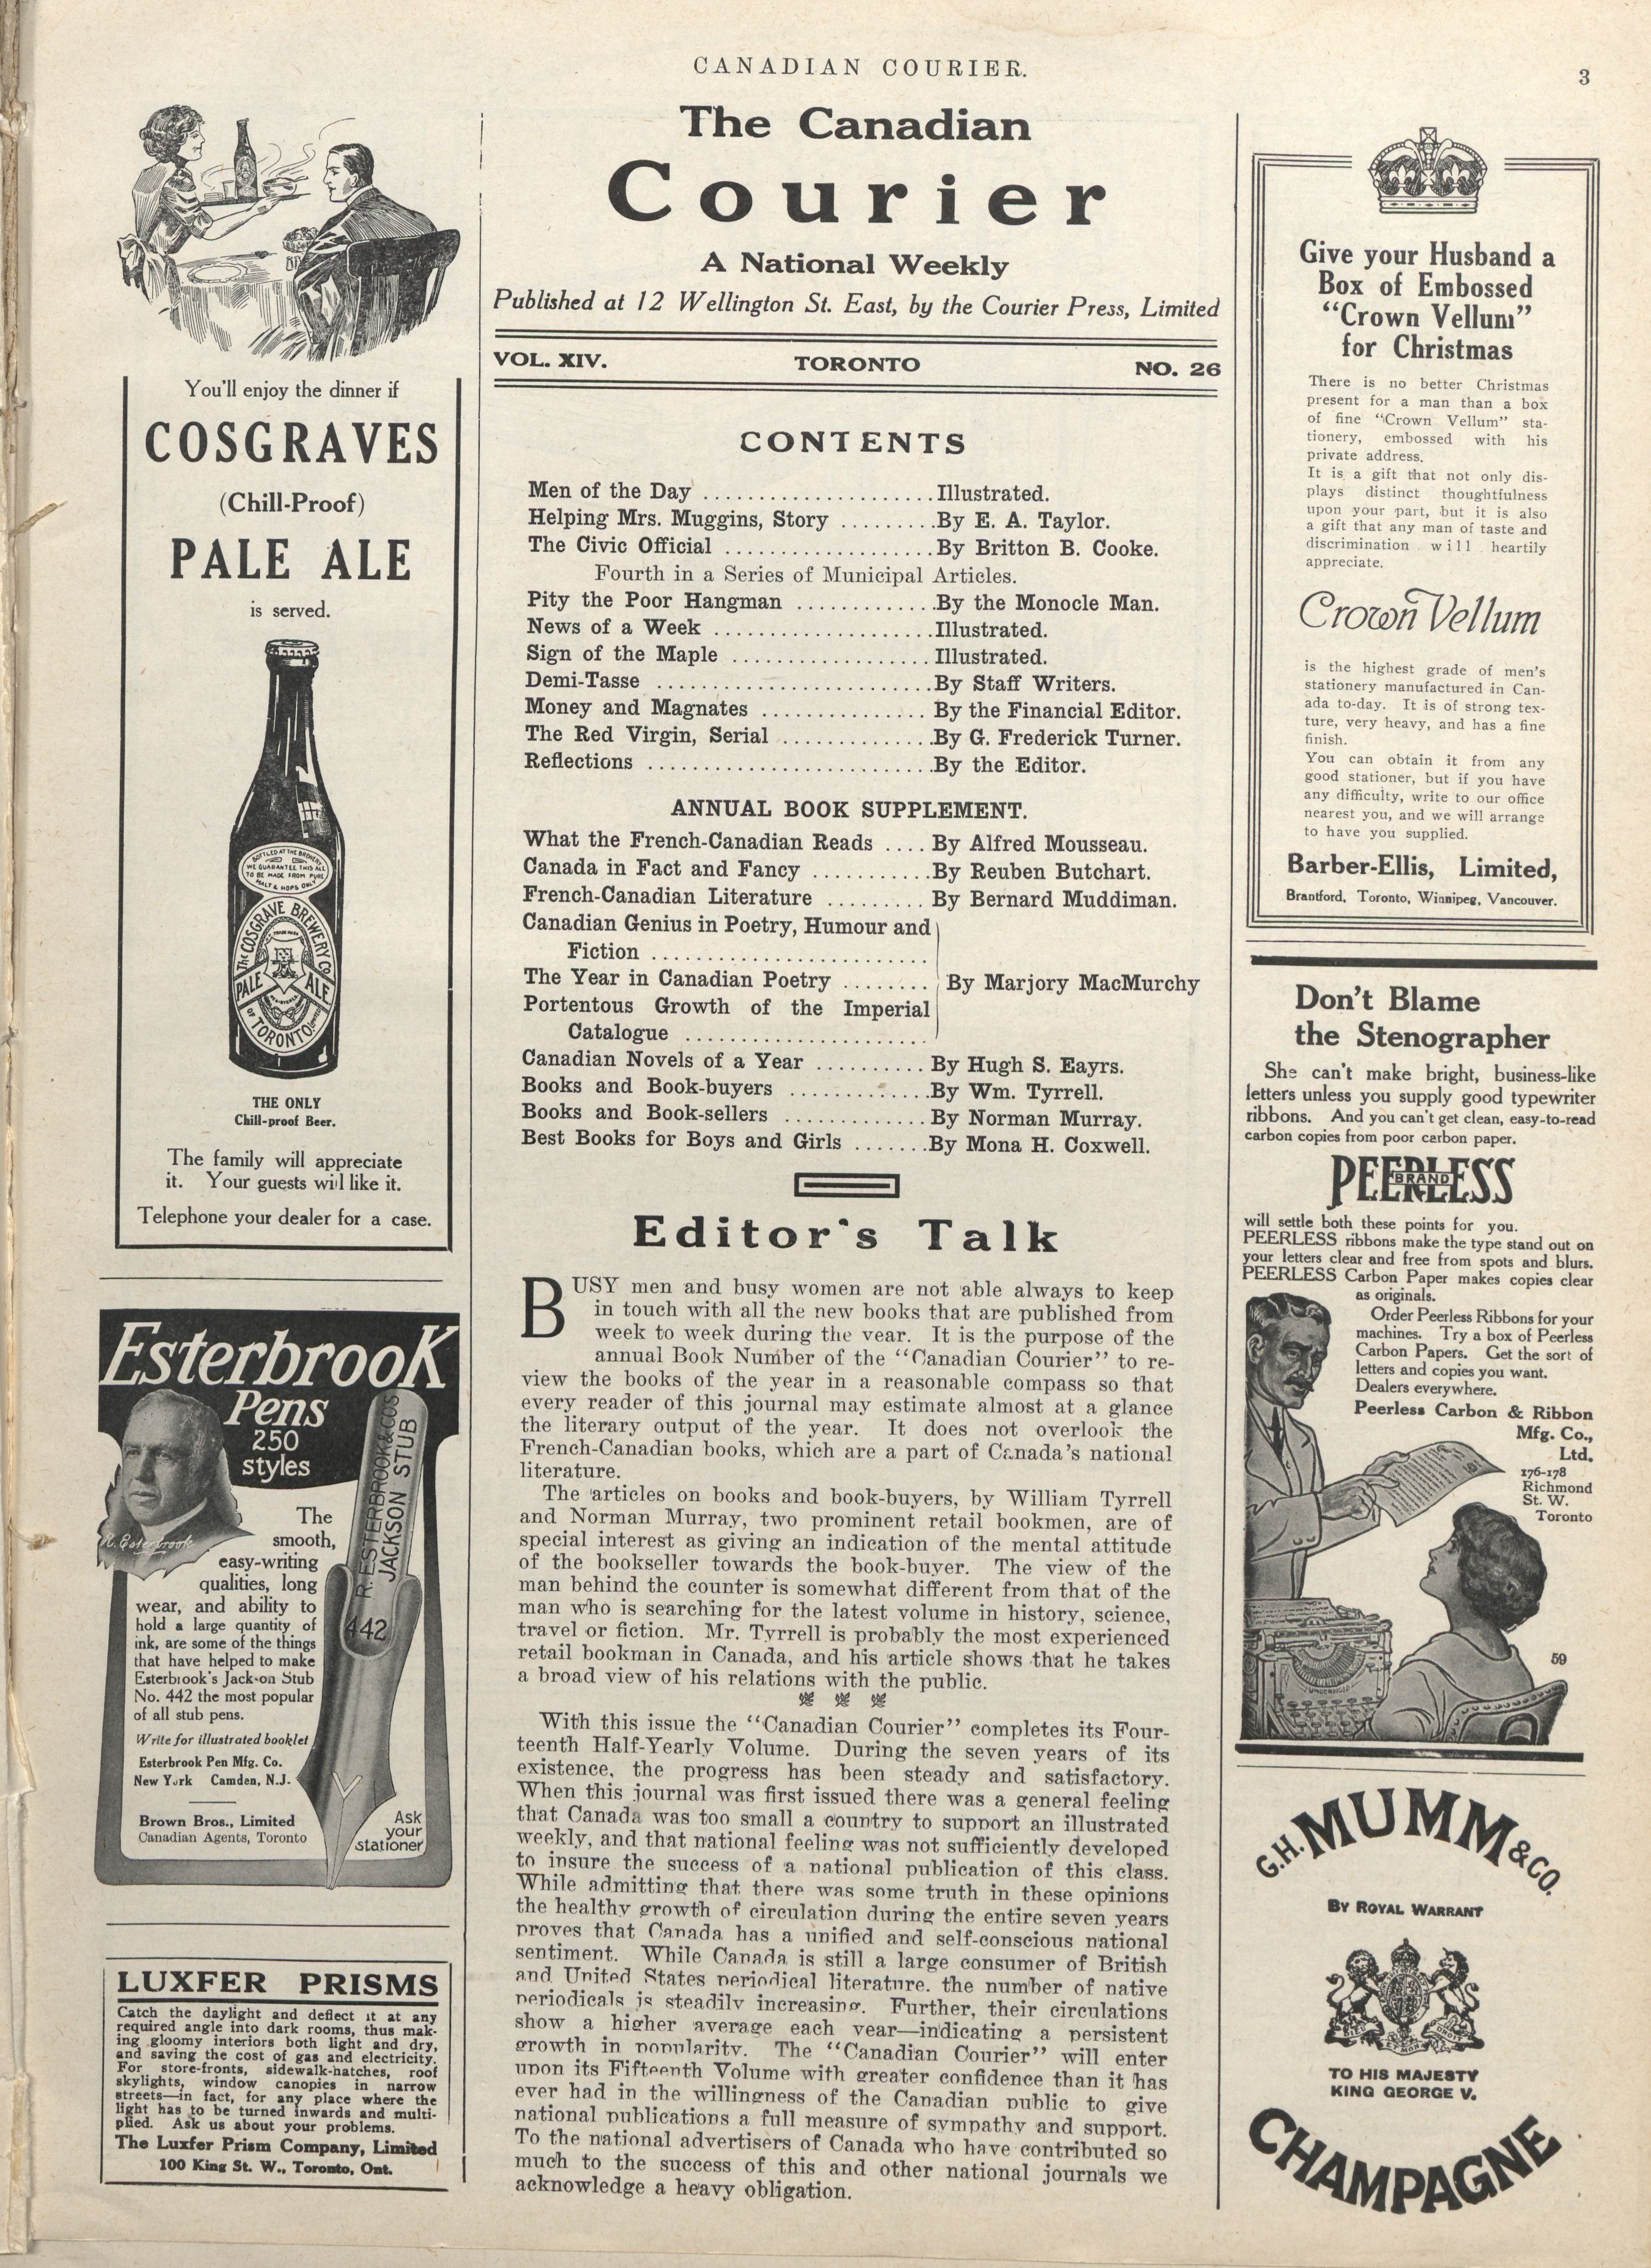 CANADIAN COURIER.
3
You'll enjoy the dinner if
COSGRAVES
(Chill-Proof)
PALE ALE
is served.
BOTTLED AT THE BREWERY
WE GUARANTEE THIS ALE
TO BE MADE FROM PURE
MALT & HOPS ONLY
THE COSGRAVE BREWERY CO.
TRADE MARK
PALE ALE
OF TORONTO
THE ONLY
Chill-proof Beer.
The family will appreciate
it. Your guests will like it.
Telephone your dealer for a case.
Esterbrook
Pens
250
styles
R. ESTERBROOK & CO'S
JACKSON STUB
442
R. Esterbrook
The
smooth,
easy-writing
qualities, long
wear, and ability to
hold a large quantity of
ink, are some of the things
that have helped to make
Esterbrook's Jackson Stub
No. 442 the most popular
of all stub pens.
Write for illustrated booklet
Esterbrook Pen Mfg. Co.
New York Camden, N.J.
Brown Bros., Limited
Canadian Agents, Toronto
Ask
your
stationer
LUXFER PRISMS
Catch the daylight and deflect it at any
required angle into dark rooms, thus mak-
ing gloomy interiors both light and dry,
and saving the cost of gas and electricity.
For store-fronts, sidewalk-hatches, roof
skylights, window canopies in narrow
streets—in fact, for any place where the
light has to be turned inwards and multi-
plied. Ask us about your problems.
The Luxfer Prism Company, Limited
100 King St. W., Toronto, Ont.
The Canadian
Courier
A National Weekly
Published at 12 Wellington St. East, by the Courier Press, Limited
VOL. XIV. TORONTO NO. 26
CONTENTS
Men of the Day ..................... Illustrated.
Helping Mrs. Muggins, Story ......... By E. A. Taylor.
The Civic Official ................... By Britton B. Cooke.
Fourth in a Series of Municipal Articles.
Pity the Poor Hangman ............. By the Monocle Man.
News of a Week .................... Illustrated.
Sign of the Maple .................. Illustrated.
Demi-Tasse ......................... By Staff Writers.
Money and Magnates ............... By the Financial Editor.
The Red Virgin, Serial .............. By G. Frederick Turner.
Reflections .......................... By the Editor.
ANNUAL BOOK SUPPLEMENT.
What the French-Canadian Reads .... By Alfred Mousseau.
Canada in Fact and Fancy ........... By Reuben Butchart.
French-Canadian Literature ......... By Bernard Muddiman.
Canadian Genius in Poetry, Humour and
Fiction .........................
The Year in Canadian Poetry ........ By Marjory MacMurchy
Portentous Growth of the Imperial
Catalogue ......................
Canadian Novels of a Year .......... By Hugh S. Eayrs.
Books and Book-buyers ............. By Wm. Tyrrell.
Books and Book-sellers ............. By Norman Murray.
Best Books for Boys and Girls ....... By Mona H. Coxwell.
Editor's Talk
BUSY men and busy women are not able always to keep
in touch with all the new books that are published from
week to week during the year. It is the purpose of the
annual Book Number of the "Canadian Courier" to re-
view the books of the year in a reasonable compass so that
every reader of this journal may estimate almost at a glance
the literary output of the year. It does not overlook the
French-Canadian books, which are a part of Canada's national
literature.
The articles on books and book-buyers, by William Tyrrell
and Norman Murray, two prominent retail bookmen, are of
special interest as giving an indication of the mental attitude
of the bookseller towards the book-buyer. The view of the
man behind the counter is somewhat different from that of the
man who is searching for the latest volume in history, science,
travel or fiction. Mr. Tyrrell is probably the most experienced
retail bookman in Canada, and his article shows that he takes
a broad view of his relations with the public.
With this issue the "Canadian Courier" completes its Four-
teenth Half-Yearly Volume. During the seven years of its
existence, the progress has been steady and satisfactory.
When this journal was first issued there was a general feeling
that Canada was too small a country to support an illustrated
weekly, and that national feeling was not sufficiently developed
to insure the success of a national publication of this class.
While admitting that there was some truth in these opinions
the healthy growth of circulation during the entire seven years
proves that Canada has a unified and self-conscious national
sentiment. While Canada is still a large consumer of British
and United States periodical literature, the number of native
periodicals is steadily increasing. Further, their circulations
show a higher average each year—indicating a persistent
growth in popularity. The "Canadian Courier" will enter
upon its Fifteenth Volume with greater confidence than it has
ever had in the willingness of the Canadian public to give
national publications a full measure of sympathy and support.
To the national advertisers of Canada who have contributed so
much to the success of this and other national journals we
acknowledge a heavy obligation.
Give your Husband a
Box of Embossed
"Crown Vellum"
for Christmas
There is no better Christmas
present for a man than a box
of fine "Crown Vellum" sta-
tionery, embossed with his
private address.
It is a gift that not only dis-
plays distinct thoughtfulness
upon your part, but it is also
a gift that any man of taste and
discrimination will heartily
appreciate.
Crown Vellum
is the highest grade of men's
stationery manufactured in Can-
ada to-day. It is of strong tex-
ture, very heavy, and has a fine
finish.
You can obtain it from any
good stationer, but if you have
any difficulty, write to our office
nearest you, and we will arrange
to have you supplied.
Barber-Ellis, Limited,
Brantford, Toronto, Winnipeg, Vancouver.
Don't Blame
the Stenographer
She can't make bright, business-like
letters unless you supply good typewriter
ribbons. And you can't get clean, easy-to-read
carbon copies from poor carbon paper.
PEERLESS
BRAND
will settle both these points for you.
PEERLESS ribbons make the type stand out on
your letters clear and free from spots and blurs.
PEERLESS Carbon Paper makes copies clear
as originals.
Order Peerless Ribbons for your
machines. Try a box of Peerless
Carbon Papers. Get the sort of
letters and copies you want.
Dealers everywhere.
Peerless Carbon & Ribbon
Mfg. Co.,
Ltd.
176-178
Richmond
St. W.
Toronto
59
UNDERWOOD
G.H. MUMM & CO.
BY ROYAL WARRANT
TO HIS MAJESTY
KING GEORGE V.
CHAMPAGNE